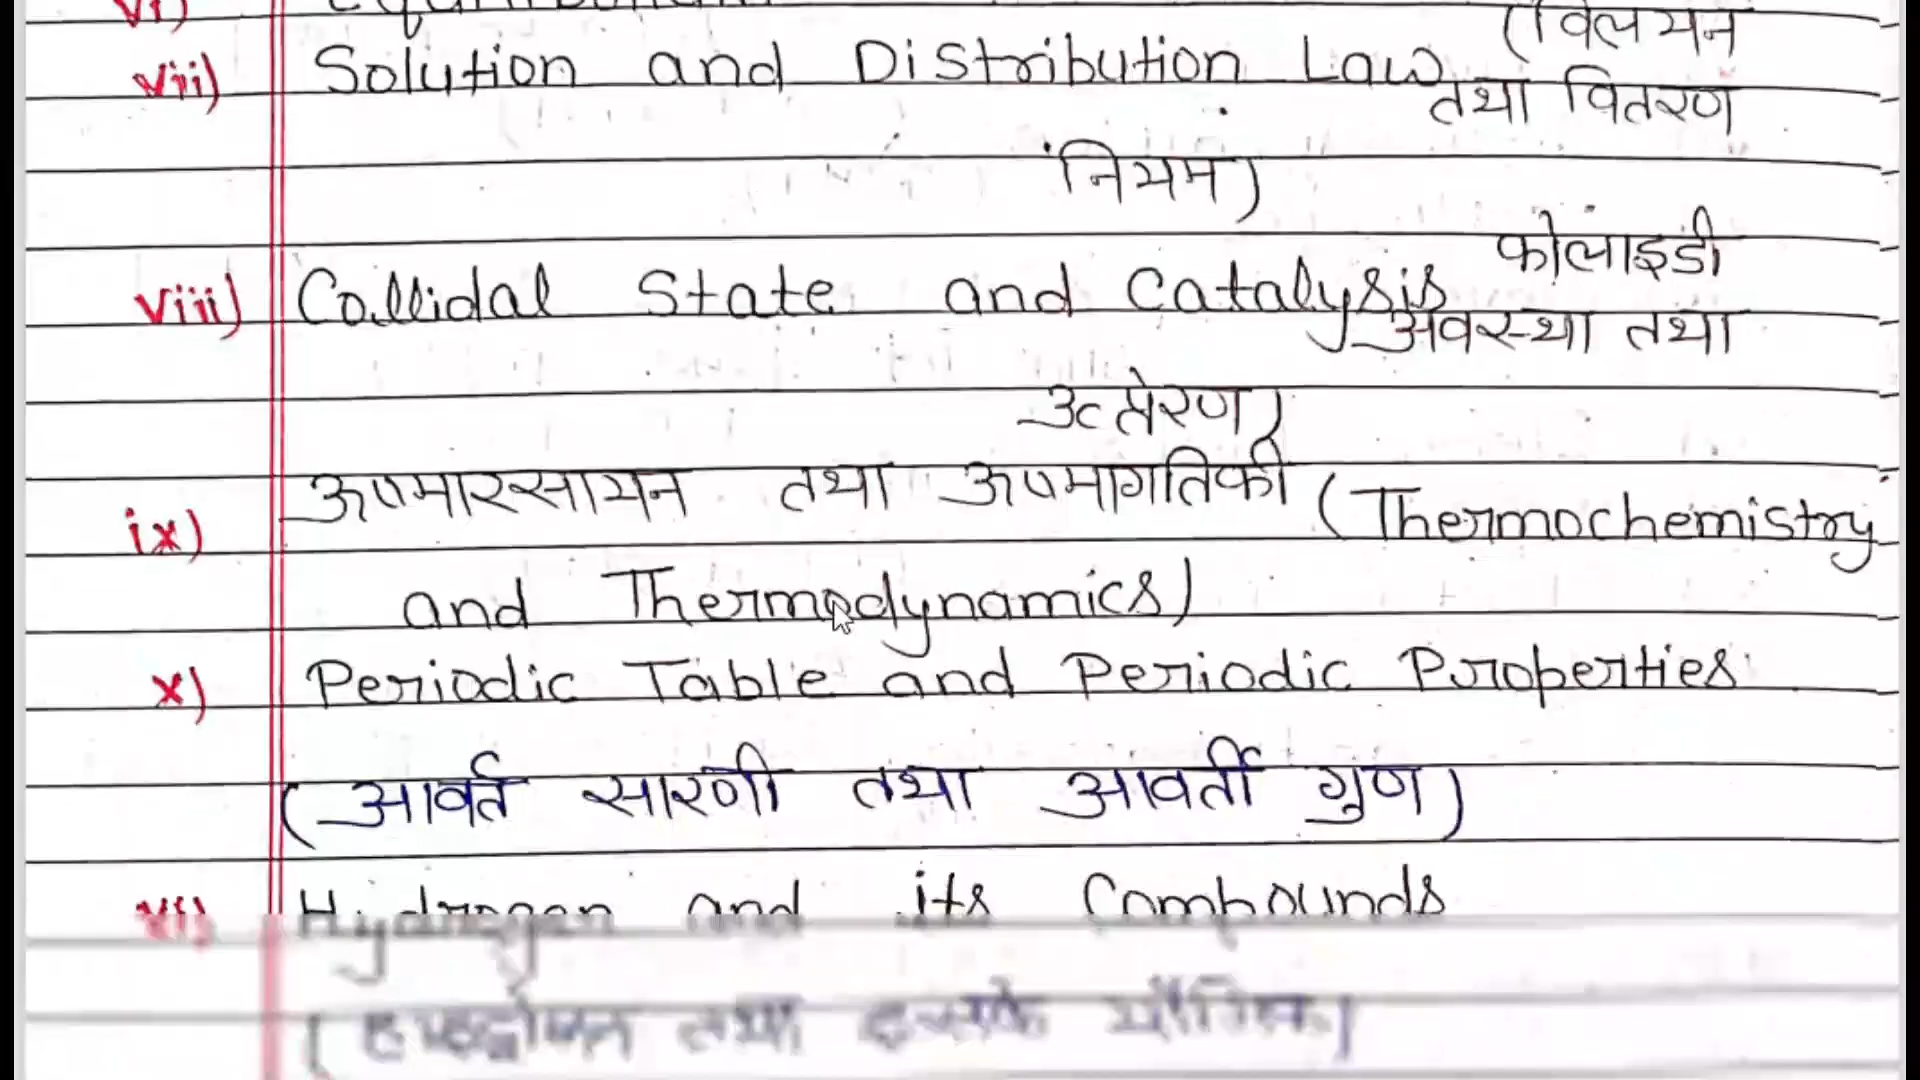 vi) Equilibrium
vii) Solution and Distribution Law (विलयन
तथा वितरण
नियम)
viii) Collidal State and Catalysis कोलाइडी
अवस्था तथा
उत्प्रेरण)
ix) ऊष्मारसायन तथा ऊष्मागतिकी (Thermochemistry
and Thermodynamics)
x) Periodic Table and Periodic Properties
(आवर्त सारणी तथा आवर्ती गुण)
xi) Hydrogen and its Compounds
(हाइड्रोजन तथा इसके यौगिक)